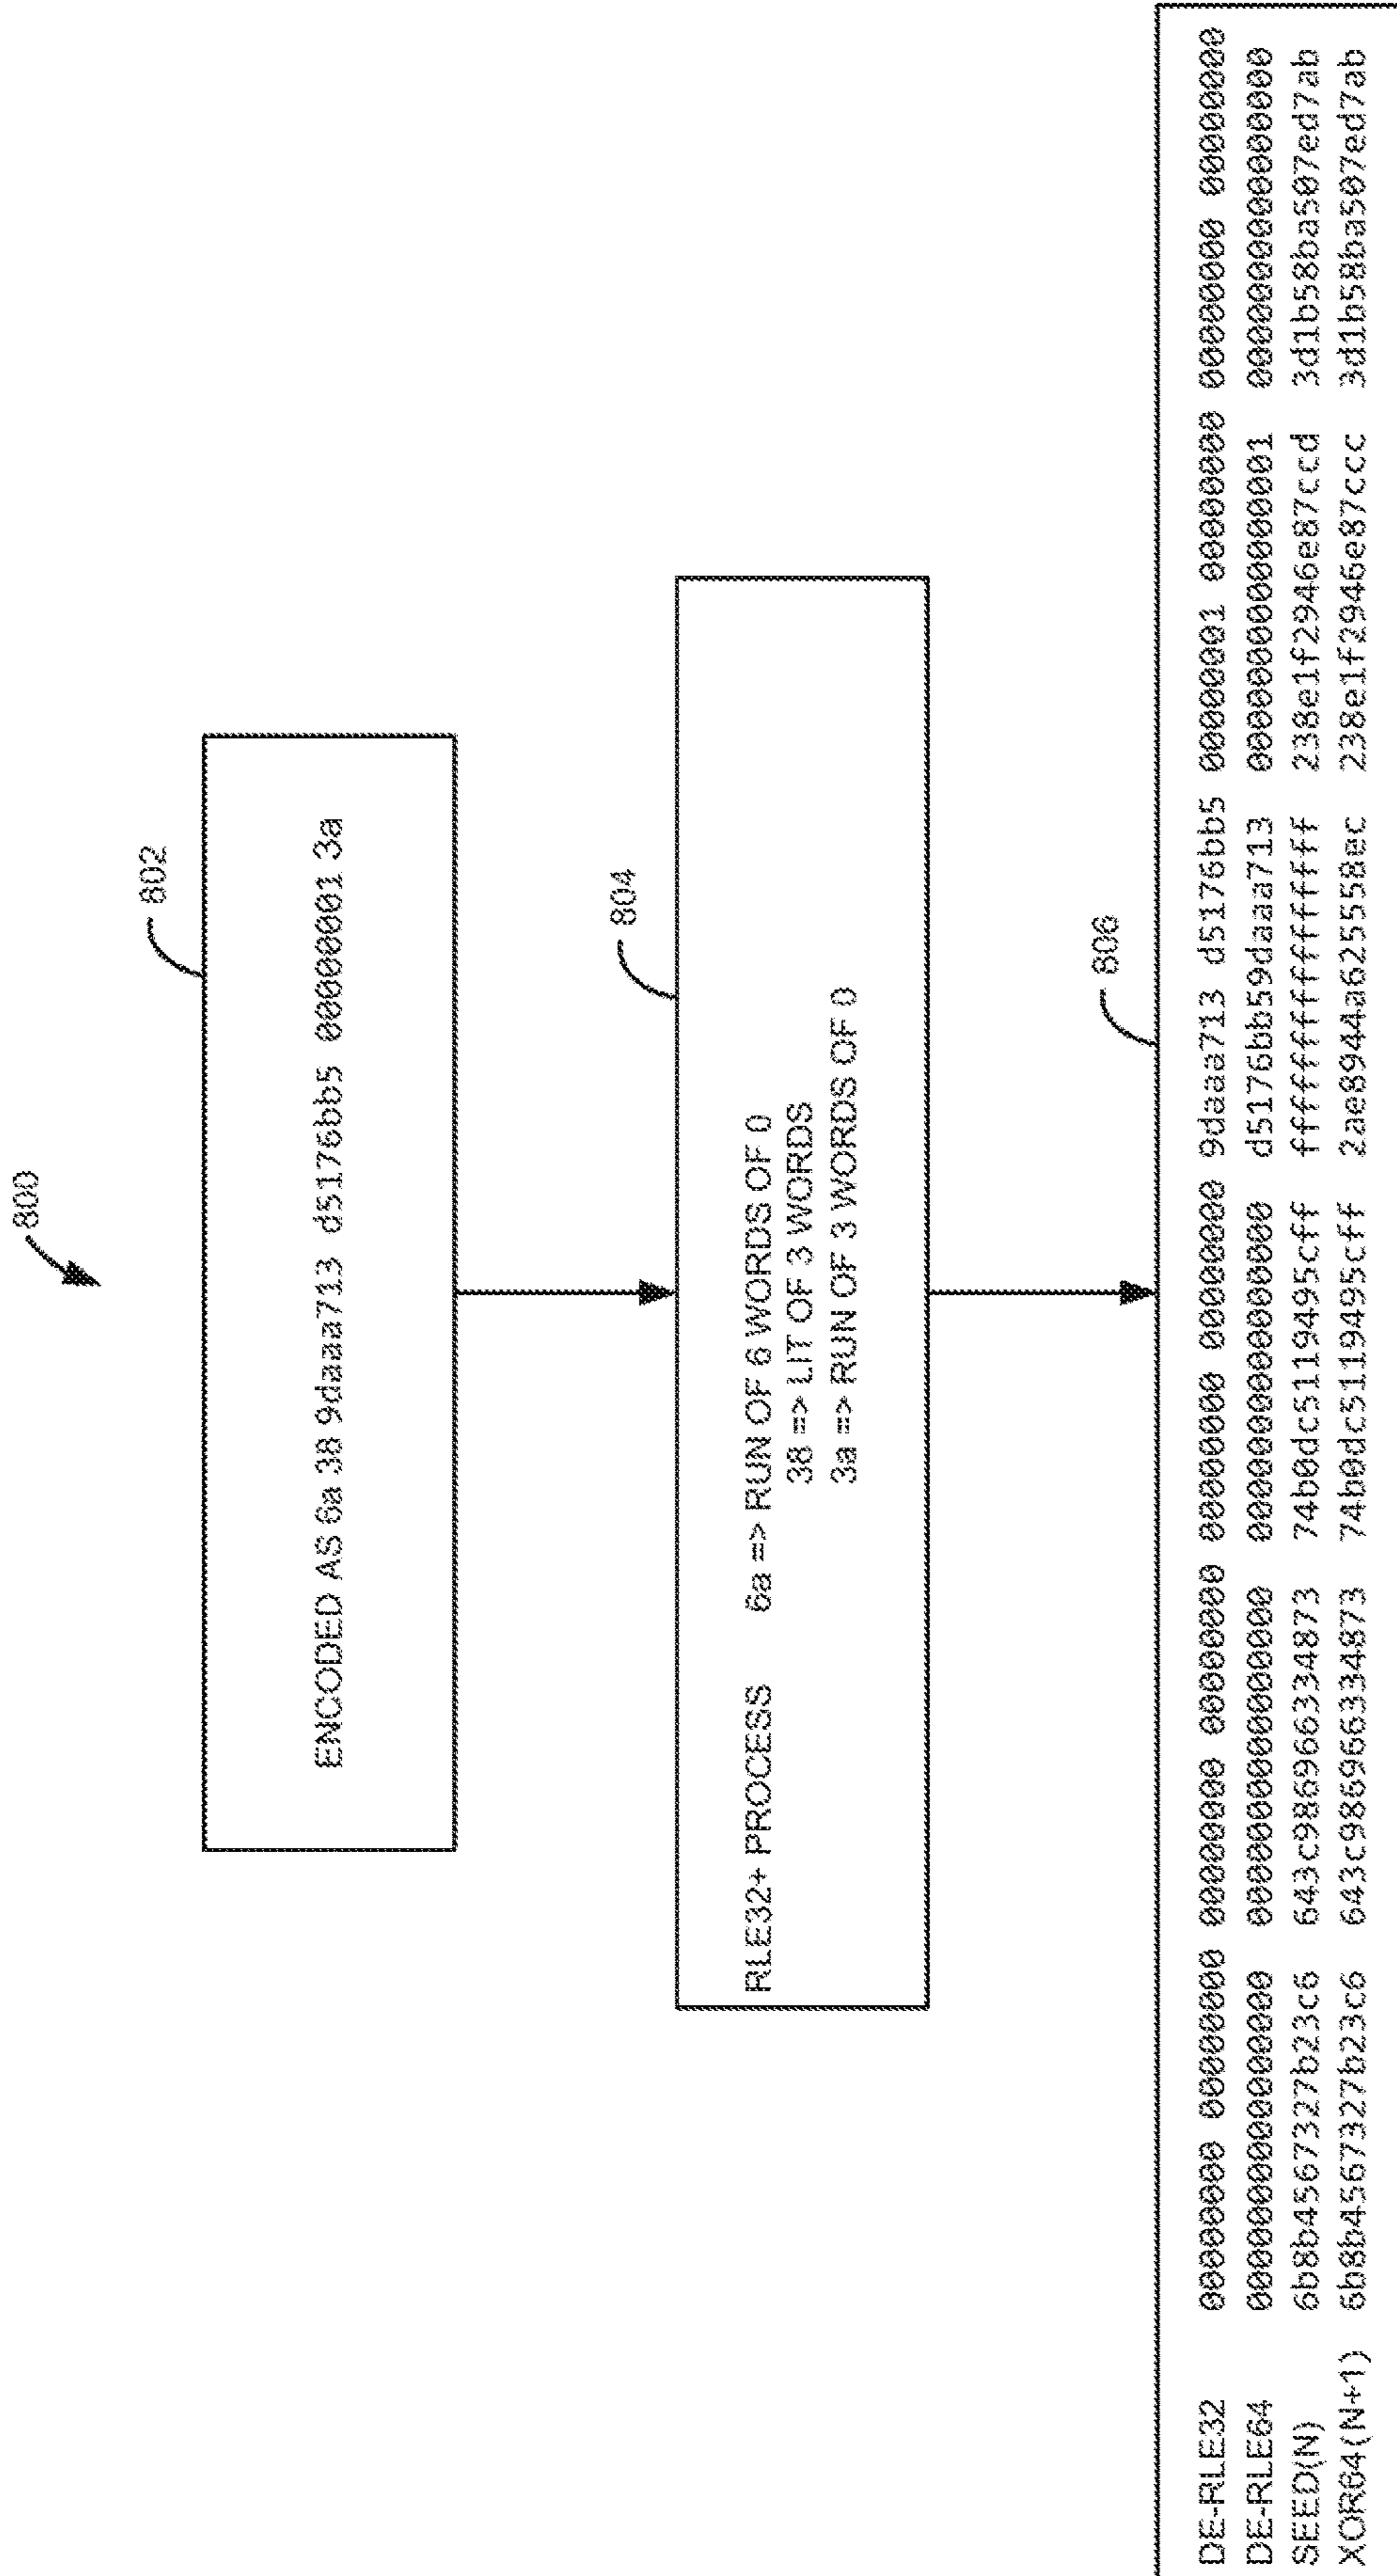 800
802
ENCODED AS 6a 38 9daaa713 d5176bb5 00000001 3a
804
RLE32+ PROCESS 6a => RUN OF 6 WORDS OF 0
38 => LIT OF 3 WORDS
3a => RUN OF 3 WORDS OF 0
806
DE-RLE32 00000000 00000000 00000000 00000000 00000000 00000000 9daaa713 d5176bb5 00000001 00000000 00000000 00000000
DE-RLE64 0000000000000000 0000000000000000 0000000000000000 d5176bb59daaa713 0000000000000001 0000000000000000
SEED(N) 6b8b4567327b23c6 643c986966334873 74b0dc5119495cff ffffffffffffffff 238e1f2946e87ccd 3d1b58ba507ed7ab
XOR64(N+1) 6b8b4567327b23c6 643c986966334873 74b0dc5119495cff 2ae8944a625558ec 238e1f2946e87ccc 3d1b58ba507ed7ab